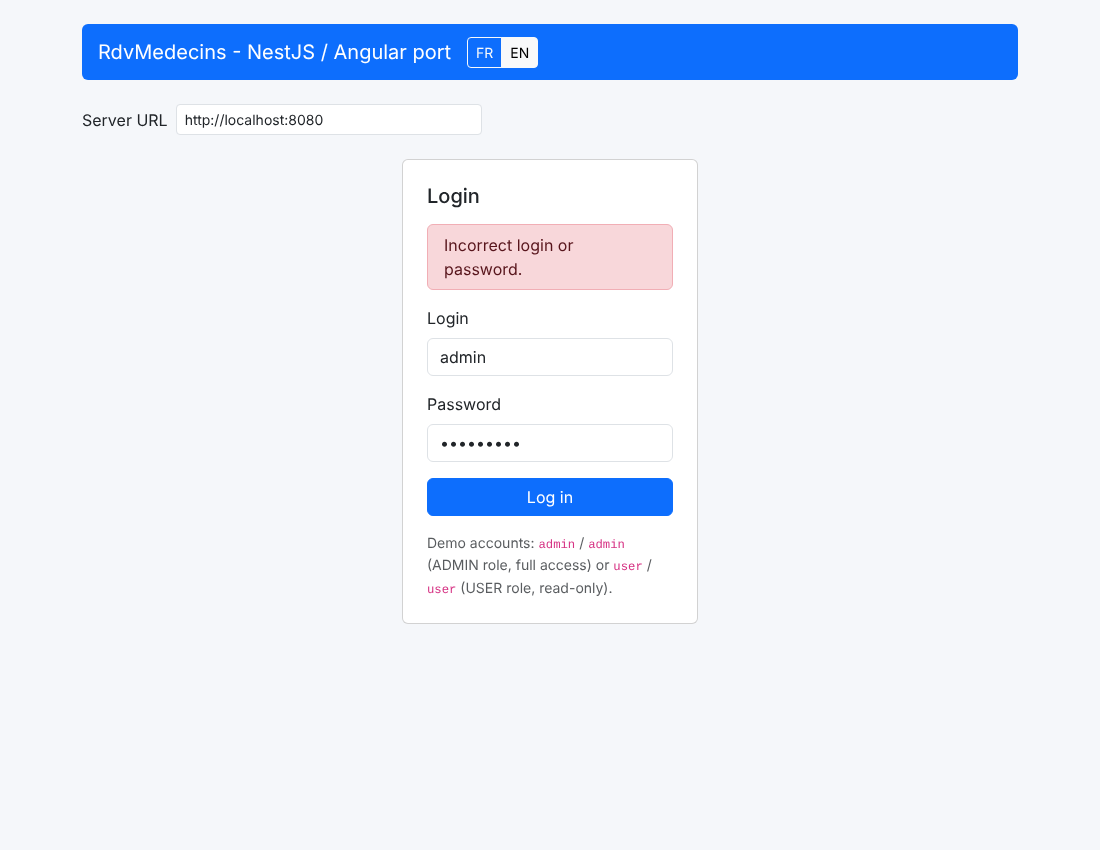 RdvMedecins - NestJS / Angular port FR EN
Server URL http://localhost:8080
Login
Incorrect login or
password.
Login
admin
Password
•••••••••
Log in
Demo accounts: admin / admin
(ADMIN role, full access) or user /
user (USER role, read-only).